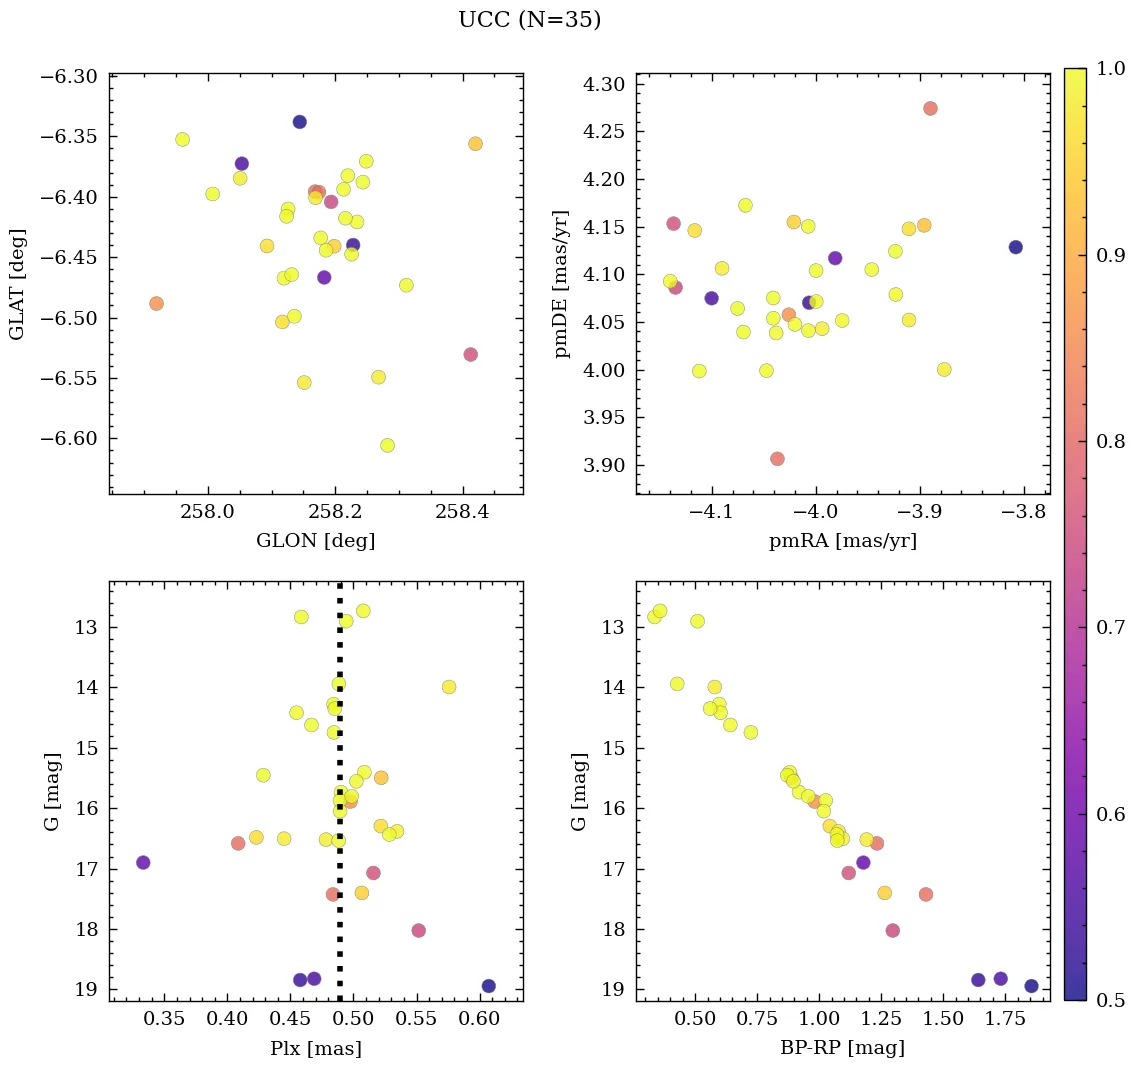 UCC (N=35)
−6.30
−6.35
−6.40
−6.45
−6.50
−6.55
−6.60
GLAT [deg]
258.0 258.2 258.4
GLON [deg]
4.30
4.25
4.20
4.15
4.10
4.05
4.00
3.95
3.90
pmDE [mas/yr]
−4.1 −4.0 −3.9 −3.8
pmRA [mas/yr]
13
14
15
16
17
18
19
G [mag]
0.35 0.40 0.45 0.50 0.55 0.60
Plx [mas]
13
14
15
16
17
18
19
G [mag]
0.50 0.75 1.00 1.25 1.50 1.75
BP-RP [mag]
1.0
0.9
0.8
0.7
0.6
0.5